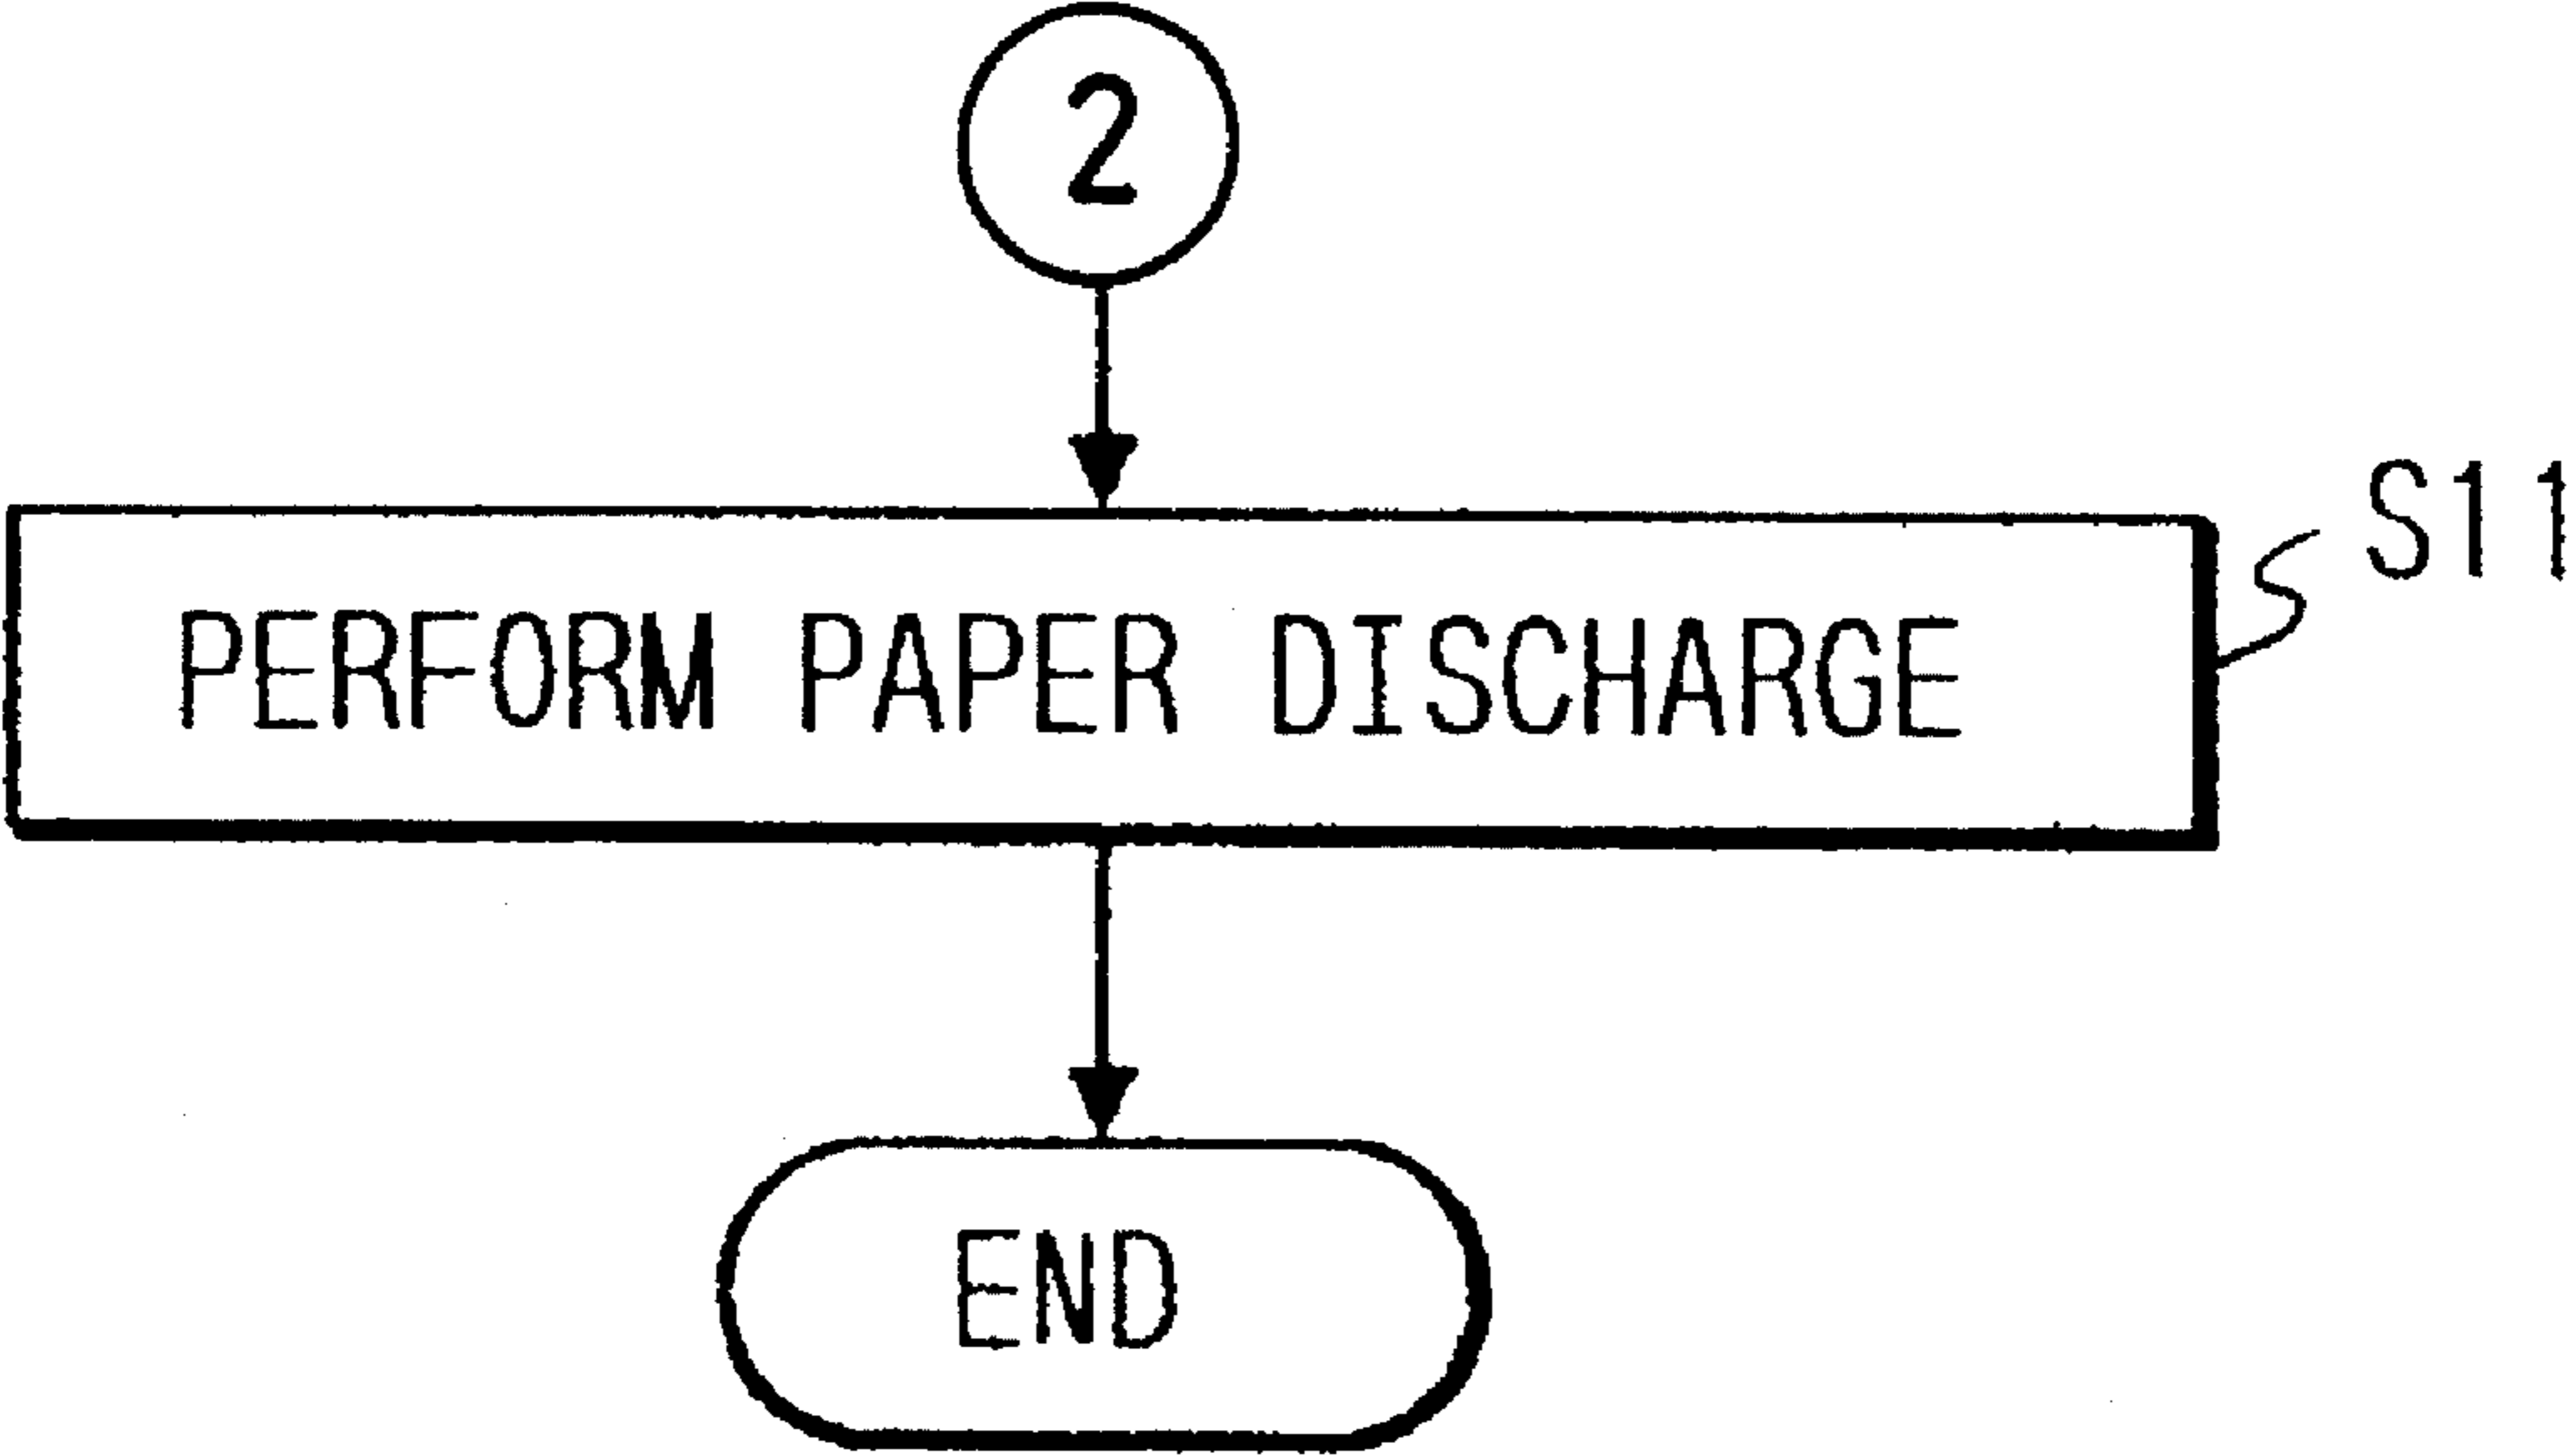 2
S11
PERFORM PAPER DISCHARGE
END